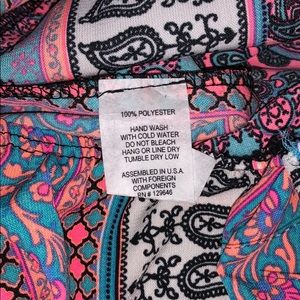 100% POLYESTER
HAND WASH
WITH COLD WATER
DO NOT BLEACH
HANG OR LINE DRY
TUMBLE DRY LOW
ASSEMBLED IN U.S.A.
WITH FOREIGN
COMPONENTS
RN # 129646